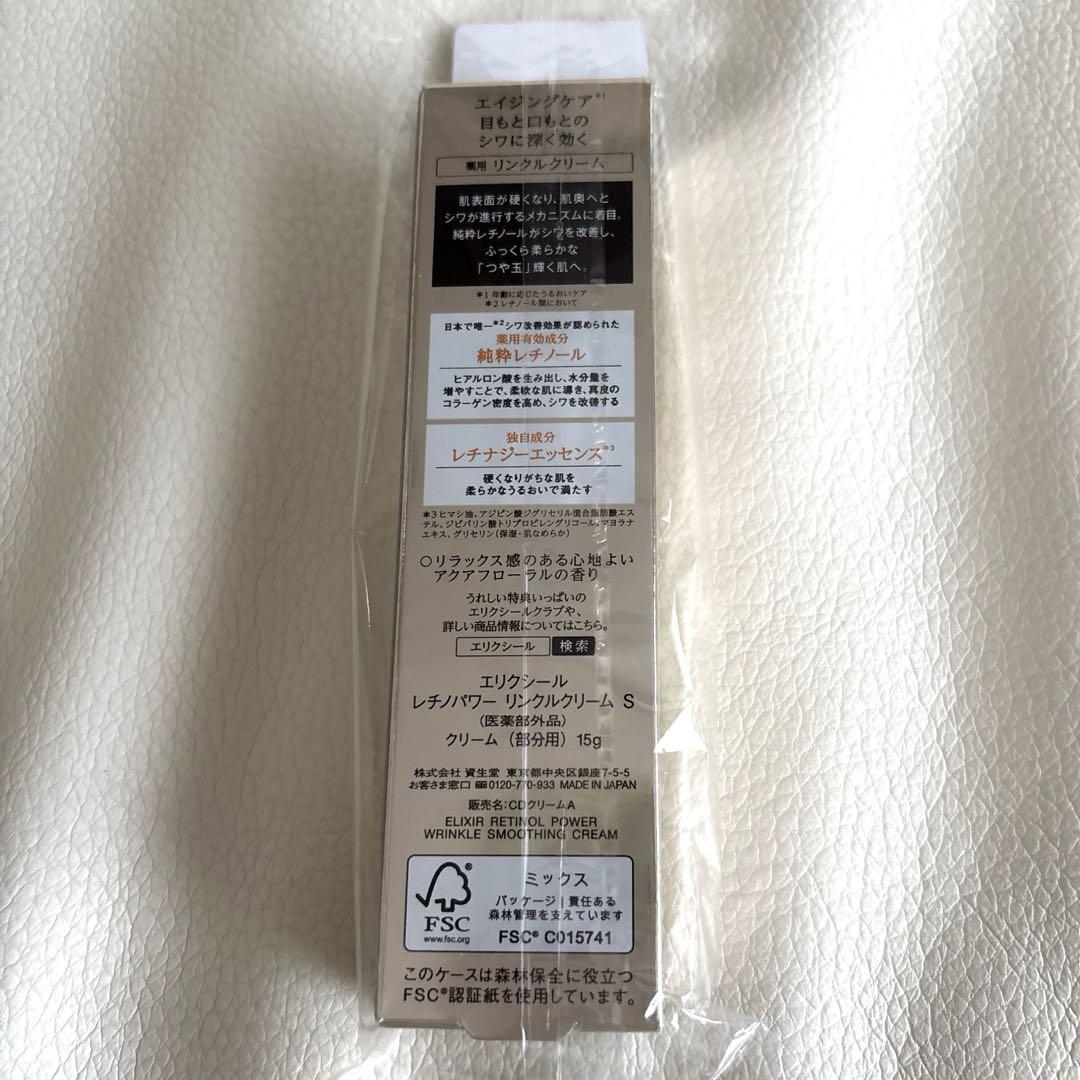 エイジングケア*1
目もと口もとの
シワに深く効く
薬用 リンクルクリーム
肌表面が硬くなり、肌奥へと
シワが進行するメカニズムに着目。
純粋レチノールがシワを改善し、
ふっくら柔らかな
「つや玉」輝く肌へ。
*1 年齢に応じたうるおいケア
*2 レチノール類において
日本で唯一*2シワ改善効果が認められた
薬用有効成分
純粋レチノール
ヒアルロン酸を生み出し、水分量を
増やすことで、柔軟な肌に導き、真皮の
コラーゲン密度を高め、シワを改善する
独自成分
レチナジーエッセンス*3
硬くなりがちな肌を
柔らかなうるおいで満たす
*3 ヒマシ油、アジピン酸ジグリセリル混合脂肪酸エス
テル、ジピバリン酸トリプロピレングリコール、マヨラナ
エキス、グリセリン(保湿・肌なめらか)
○リラックス感のある心地よい
アクアフローラルの香り
うれしい特典いっぱいの
エリクシールクラブや、
詳しい商品情報についてはこちら。
エリクシール 検索
エリクシール
レチノパワー リンクルクリーム S
(医薬部外品)
クリーム (部分用) 15g
株式会社 資生堂 東京都中央区銀座7-5-5
お客さま窓口 0120-770-933 MADE IN JAPAN
販売名:CDクリームA
ELIXIR RETINOL POWER
WRINKLE SMOOTHING CREAM
FSC®
www.fsc.org
ミックス
パッケージ|責任ある
森林管理を支えています
FSC® C015741
このケースは森林保全に役立つ
FSC®認証紙を使用しています。